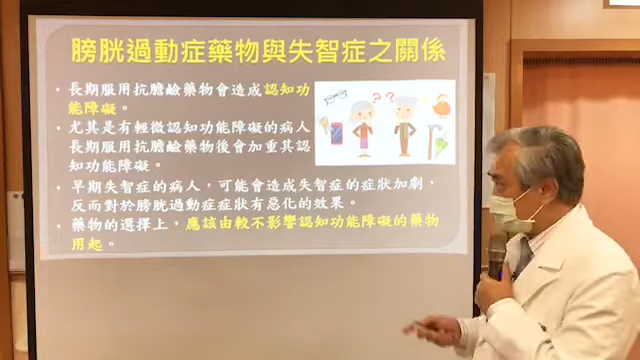 膀胱過動症藥物與失智症之關係
• 長期服用抗膽鹼藥物會造成認知功
能障礙。
• 尤其是有輕微認知功能障礙的病人
長期服用抗膽鹼藥物後會加重其認
知功能障礙。
• 早期失智症的病人，可能會造成失智症的症狀加劇，
反而對於膀胱過動症症狀有惡化的效果。
• 藥物的選擇上，應該由較不影響認知功能障礙的藥物
用起。
? ?